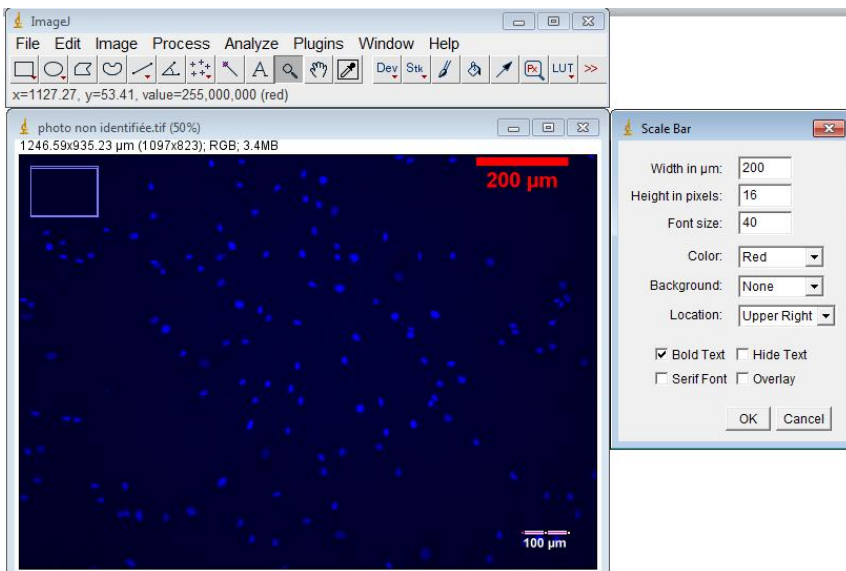 ImageJ
File Edit Image Process Analyze Plugins Window Help
A Dev Stk Px LUT >>
x=1127.27, y=53.41, value=255,000,000 (red)
photo non identifiée.tif (50%)
1246.59x935.23 µm (1097x823); RGB; 3.4MB
200 µm
100 µm
Scale Bar
Width in µm: 200
Height in pixels: 16
Font size: 40
Color: Red
Background: None
Location: Upper Right
Bold Text Hide Text
Serif Font Overlay
OK Cancel